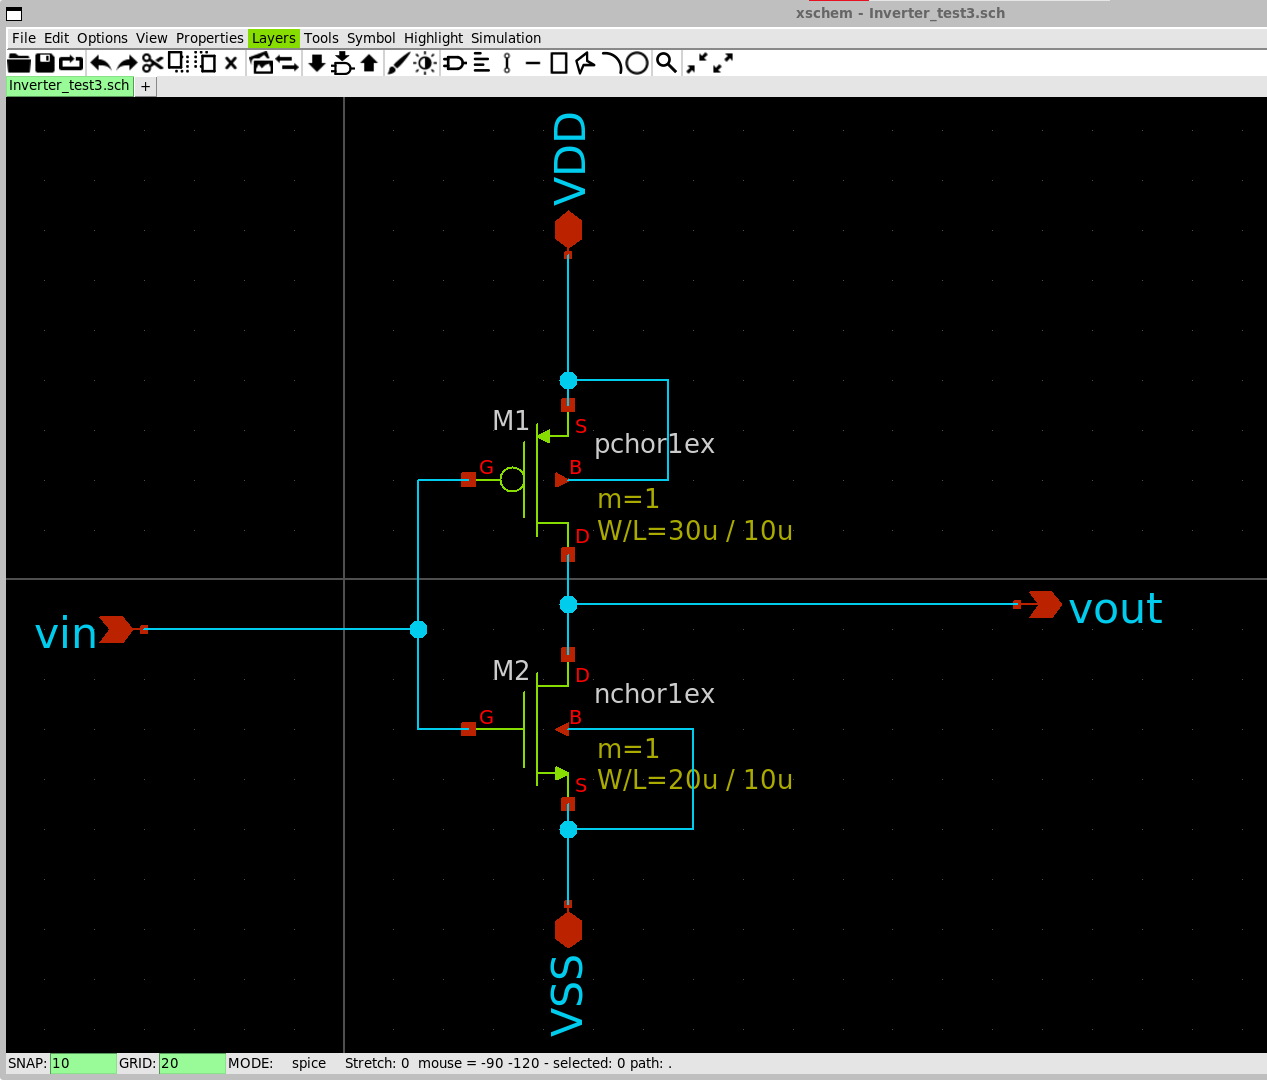 xschem - Inverter_test3.sch
File Edit Options View Properties Layers Tools Symbol Highlight Simulation
Inverter_test3.sch +
VDD
M1
S
pchor1ex
G
B
m=1
D
W/L=30u / 10u
vin
vout
M2
D
nchor1ex
G
B
m=1
W/L=20u / 10u
S
VSS
SNAP: 10 GRID: 20 MODE: spice Stretch: 0 mouse = -90 -120 - selected: 0 path: .